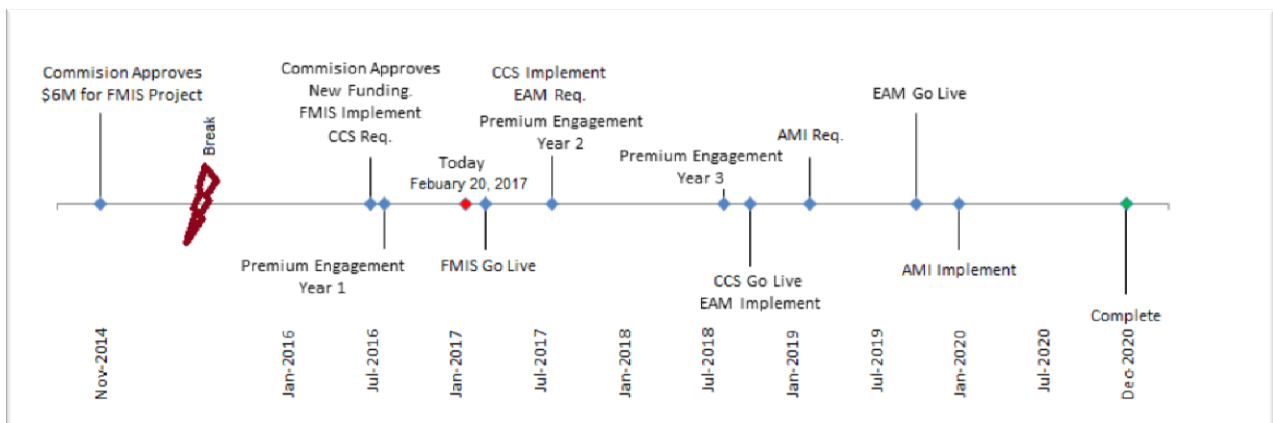 Commision Approves
$6M for FMIS Project
Break
Commision Approves
New Funding.
FMIS Implement
CCS Req.
Today
Febuary 20, 2017
CCS Implement
EAM Req.
Premium Engagement
Year 2
Premium Engagement
Year 3
AMI Req.
EAM Go Live
Premium Engagement
Year 1
FMIS Go Live
CCS Go Live
EAM Implement
AMI Implement
Complete
Nov-2014
Jan-2016
Jul-2016
Jan-2017
Jul-2017
Jan-2018
Jul-2018
Jan-2019
Jul-2019
Jan-2020
Jul-2020
Dec-2020